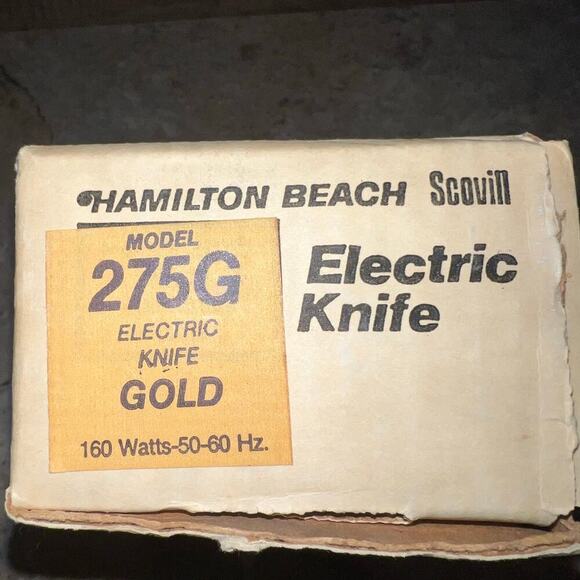 HAMILTON BEACH Scovill
MODEL
275G
ELECTRIC
KNIFE
GOLD
160 Watts-50-60 Hz.
Electric
Knife